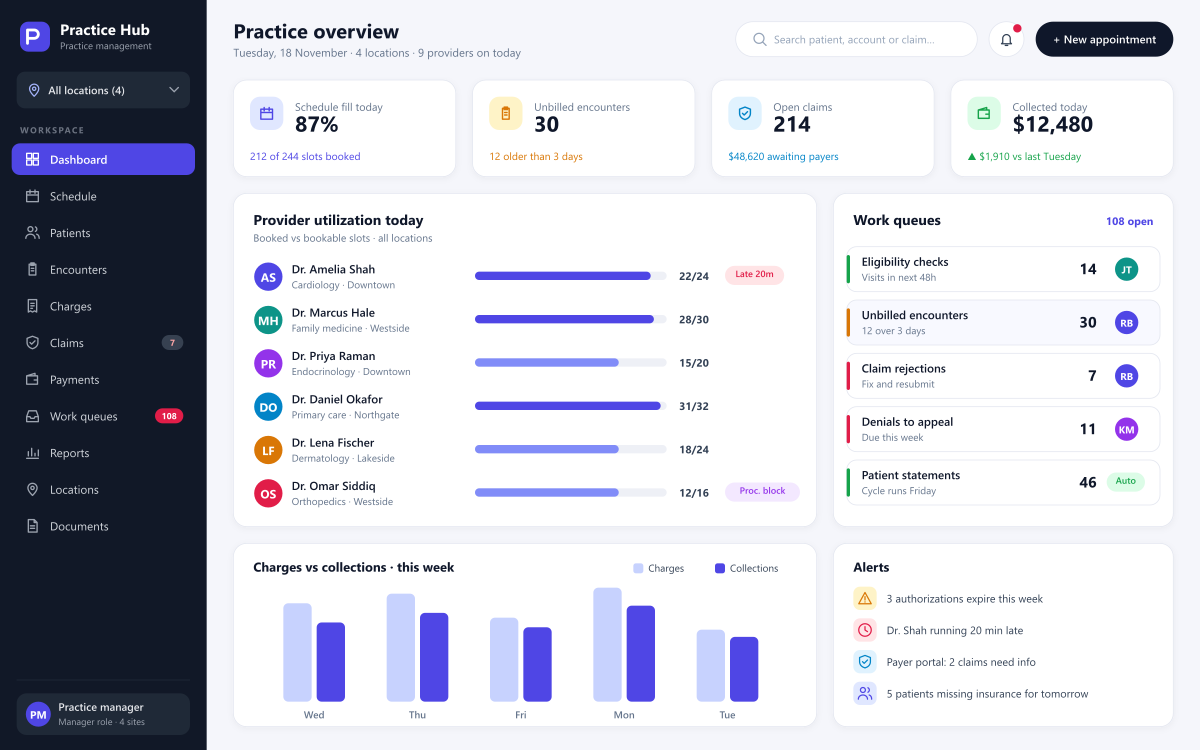 P
Practice Hub
Practice management
All locations (4)
WORKSPACE
Dashboard
Schedule
Patients
Encounters
Charges
Claims 7
Payments
Work queues 108
Reports
Locations
Documents
PM
Practice manager
Manager role · 4 sites
Practice overview
Tuesday, 18 November · 4 locations · 9 providers on today
Search patient, account or claim...
+ New appointment
Schedule fill today
87%
212 of 244 slots booked
Unbilled encounters
30
12 older than 3 days
Open claims
214
$48,620 awaiting payers
Collected today
$12,480
▲ $1,910 vs last Tuesday
Provider utilization today
Booked vs bookable slots · all locations
AS
Dr. Amelia Shah
Cardiology · Downtown
22/24
Late 20m
MH
Dr. Marcus Hale
Family medicine · Westside
28/30
PR
Dr. Priya Raman
Endocrinology · Downtown
15/20
DO
Dr. Daniel Okafor
Primary care · Northgate
31/32
LF
Dr. Lena Fischer
Dermatology · Lakeside
18/24
OS
Dr. Omar Siddiq
Orthopedics · Westside
12/16
Proc. block
Work queues
108 open
Eligibility checks
Visits in next 48h
14
JT
Unbilled encounters
12 over 3 days
30
RB
Claim rejections
Fix and resubmit
7
RB
Denials to appeal
Due this week
11
KM
Patient statements
Cycle runs Friday
46
Auto
Charges vs collections · this week
Charges
Collections
Wed
Thu
Fri
Mon
Tue
Alerts
3 authorizations expire this week
Dr. Shah running 20 min late
Payer portal: 2 claims need info
5 patients missing insurance for tomorrow